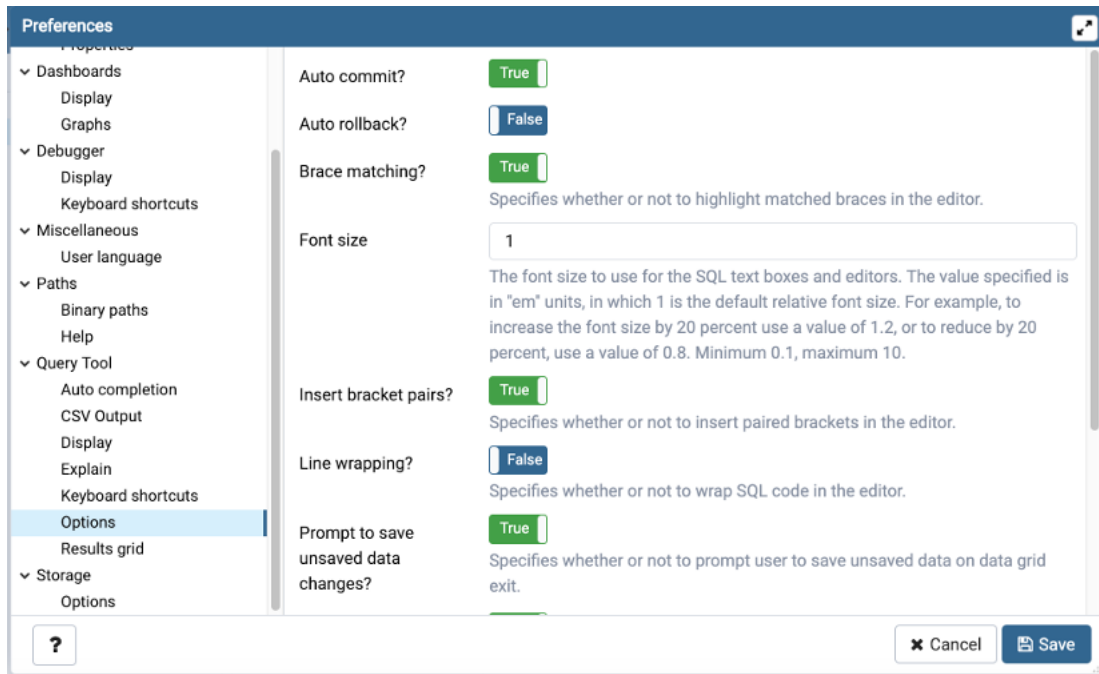 Preferences
Properties
Dashboards
Display
Graphs
Debugger
Display
Keyboard shortcuts
Miscellaneous
User language
Paths
Binary paths
Help
Query Tool
Auto completion
CSV Output
Display
Explain
Keyboard shortcuts
Options
Results grid
Storage
Options
Auto commit?
True
Auto rollback?
False
Brace matching?
True
Specifies whether or not to highlight matched braces in the editor.
Font size
1
The font size to use for the SQL text boxes and editors. The value specified is
in "em" units, in which 1 is the default relative font size. For example, to
increase the font size by 20 percent use a value of 1.2, or to reduce by 20
percent, use a value of 0.8. Minimum 0.1, maximum 10.
Insert bracket pairs?
True
Specifies whether or not to insert paired brackets in the editor.
Line wrapping?
False
Specifies whether or not to wrap SQL code in the editor.
Prompt to save
unsaved data
changes?
True
Specifies whether or not to prompt user to save unsaved data on data grid
exit.
?
Cancel
Save